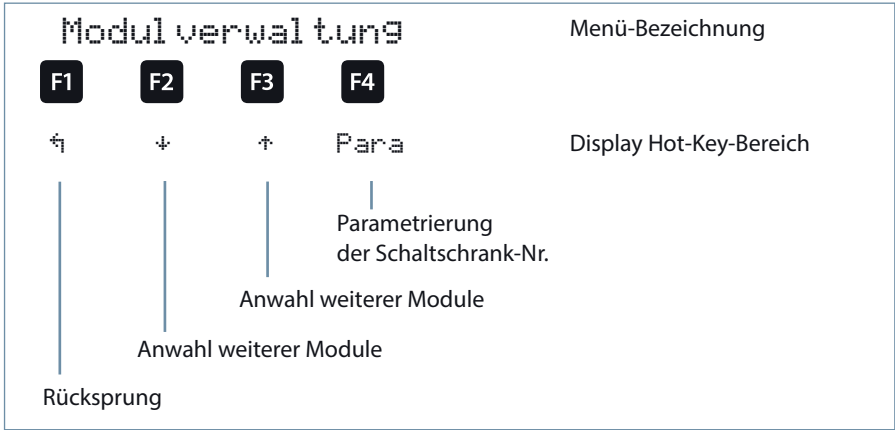 Modulverwaltung Menü-Bezeichnung
F1 F2 F3 F4
↰ ↓ ↑ Para Display Hot-Key-Bereich
Parametrierung
der Schaltschrank-Nr.
Anwahl weiterer Module
Anwahl weiterer Module
Rücksprung